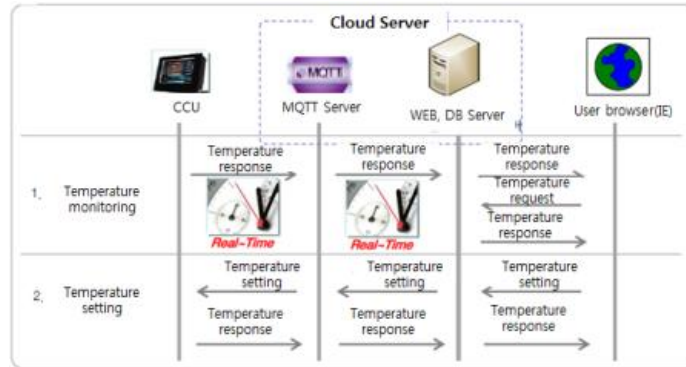 Cloud Server
MQTT
CCU
MQTT Server
WEB, DB Server
User browser(IE)
1, Temperature
monitoring
Temperature
response
Real-Time
Temperature
response
Real-Time
Temperature
response
Temperature
request
Temperature
response
2, Temperature
setting
Temperature
setting
Temperature
response
Temperature
setting
Temperature
response
Temperature
setting
Temperature
response